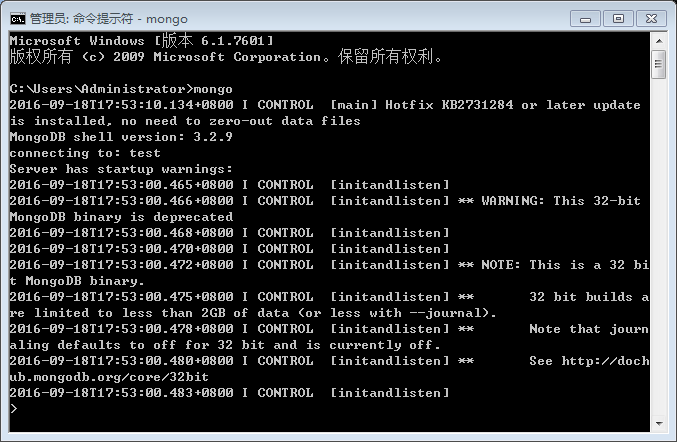 管理员: 命令提示符 - mongo
Microsoft Windows [版本 6.1.7601]
版权所有 (c) 2009 Microsoft Corporation。保留所有权利。
C:\Users\Administrator>mongo
2016-09-18T17:53:10.134+0800 I CONTROL  [main] Hotfix KB2731284 or later update
is installed, no need to zero-out data files
MongoDB shell version: 3.2.9
connecting to: test
Server has startup warnings:
2016-09-18T17:53:00.465+0800 I CONTROL  [initandlisten]
2016-09-18T17:53:00.466+0800 I CONTROL  [initandlisten] ** WARNING: This 32-bit
MongoDB binary is deprecated
2016-09-18T17:53:00.468+0800 I CONTROL  [initandlisten]
2016-09-18T17:53:00.470+0800 I CONTROL  [initandlisten]
2016-09-18T17:53:00.472+0800 I CONTROL  [initandlisten] ** NOTE: This is a 32 bi
t MongoDB binary.
2016-09-18T17:53:00.475+0800 I CONTROL  [initandlisten] **       32 bit builds a
re limited to less than 2GB of data (or less with --journal).
2016-09-18T17:53:00.478+0800 I CONTROL  [initandlisten] **       Note that journ
aling defaults to off for 32 bit and is currently off.
2016-09-18T17:53:00.480+0800 I CONTROL  [initandlisten] **       See http://doch
ub.mongodb.org/core/32bit
2016-09-18T17:53:00.483+0800 I CONTROL  [initandlisten]
>